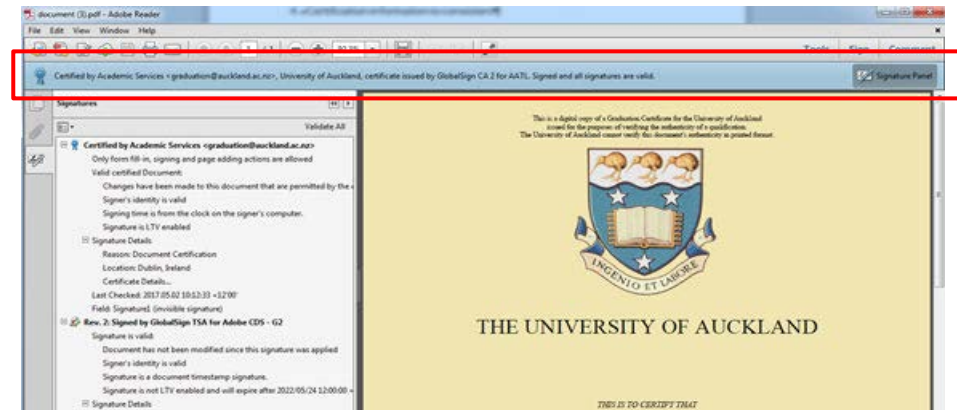 document (3).pdf - Adobe Reader
File Edit View Window Help
Tools Sign Comment
Certified by Academic Services <graduation@auckland.ac.nz>, University of Auckland, certificate issued by GlobalSign CA 2 for AATL. Signed and all signatures are valid.
Signature Panel
Signatures
Validate All
Certified by Academic Services <graduation@auckland.ac.nz>
Only form fill-in, signing and page adding actions are allowed
Valid certified Document:
Changes have been made to this document that are permitted by the
Signer's identity is valid
Signing time is from the clock on the signer's computer.
Signature is LTV enabled
Signature Details
Reason: Document Certification
Location: Dublin, Ireland
Certificate Details...
Last Checked: 2017.05.02 10:12:33 +12'00'
Field: Signature1 (invisible signature)
Rev. 2: Signed by GlobalSign TSA for Adobe CDS - G2
Signature is valid:
Document has not been modified since this signature was applied
Signer's identity is valid
Signature is a document timestamp signature.
Signature is not LTV enabled and will expire after 2022/05/24 12:00:00
Signature Details
This is a digital copy of a Graduation Certificate for the University of Auckland
issued for the purposes of verifying the authenticity of a qualification.
The University of Auckland cannot verify this document's authenticity in printed format.
INGENIO ET LABORE
THE UNIVERSITY OF AUCKLAND
THIS IS TO CERTIFY THAT